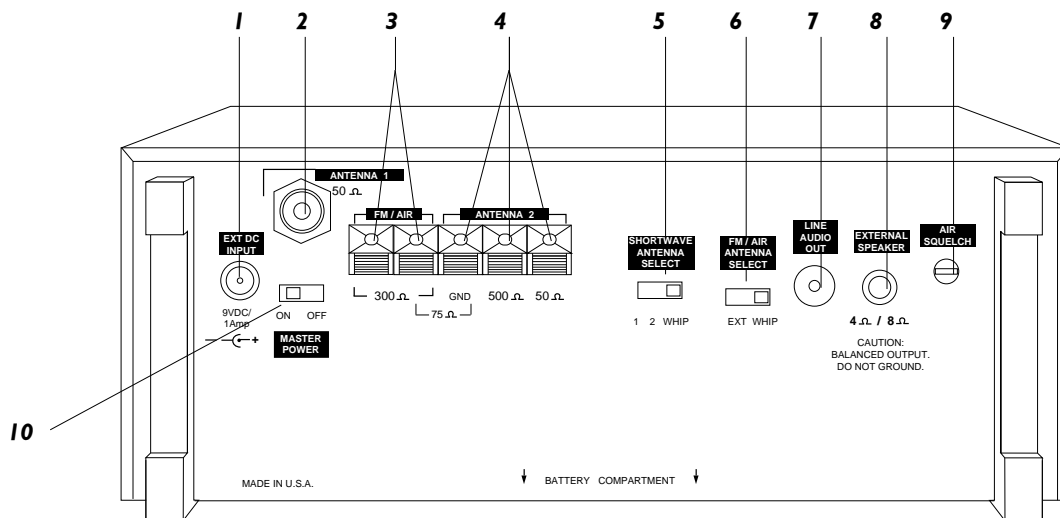 1 2 3 4 5 6 7 8 9
ANTENNA 1
50 Ω
FM / AIR
ANTENNA 2
EXT DC
INPUT
9VDC/
1Amp
+
ON OFF
MASTER
POWER
300 Ω
GND
500 Ω
50 Ω
75 Ω
SHORTWAVE
ANTENNA
SELECT
1 2 WHIP
FM / AIR
ANTENNA
SELECT
EXT WHIP
LINE
AUDIO
OUT
EXTERNAL
SPEAKER
4 Ω / 8 Ω
CAUTION:
BALANCED OUTPUT.
DO NOT GROUND.
AIR
SQUELCH
10
MADE IN U.S.A.
BATTERY COMPARTMENT